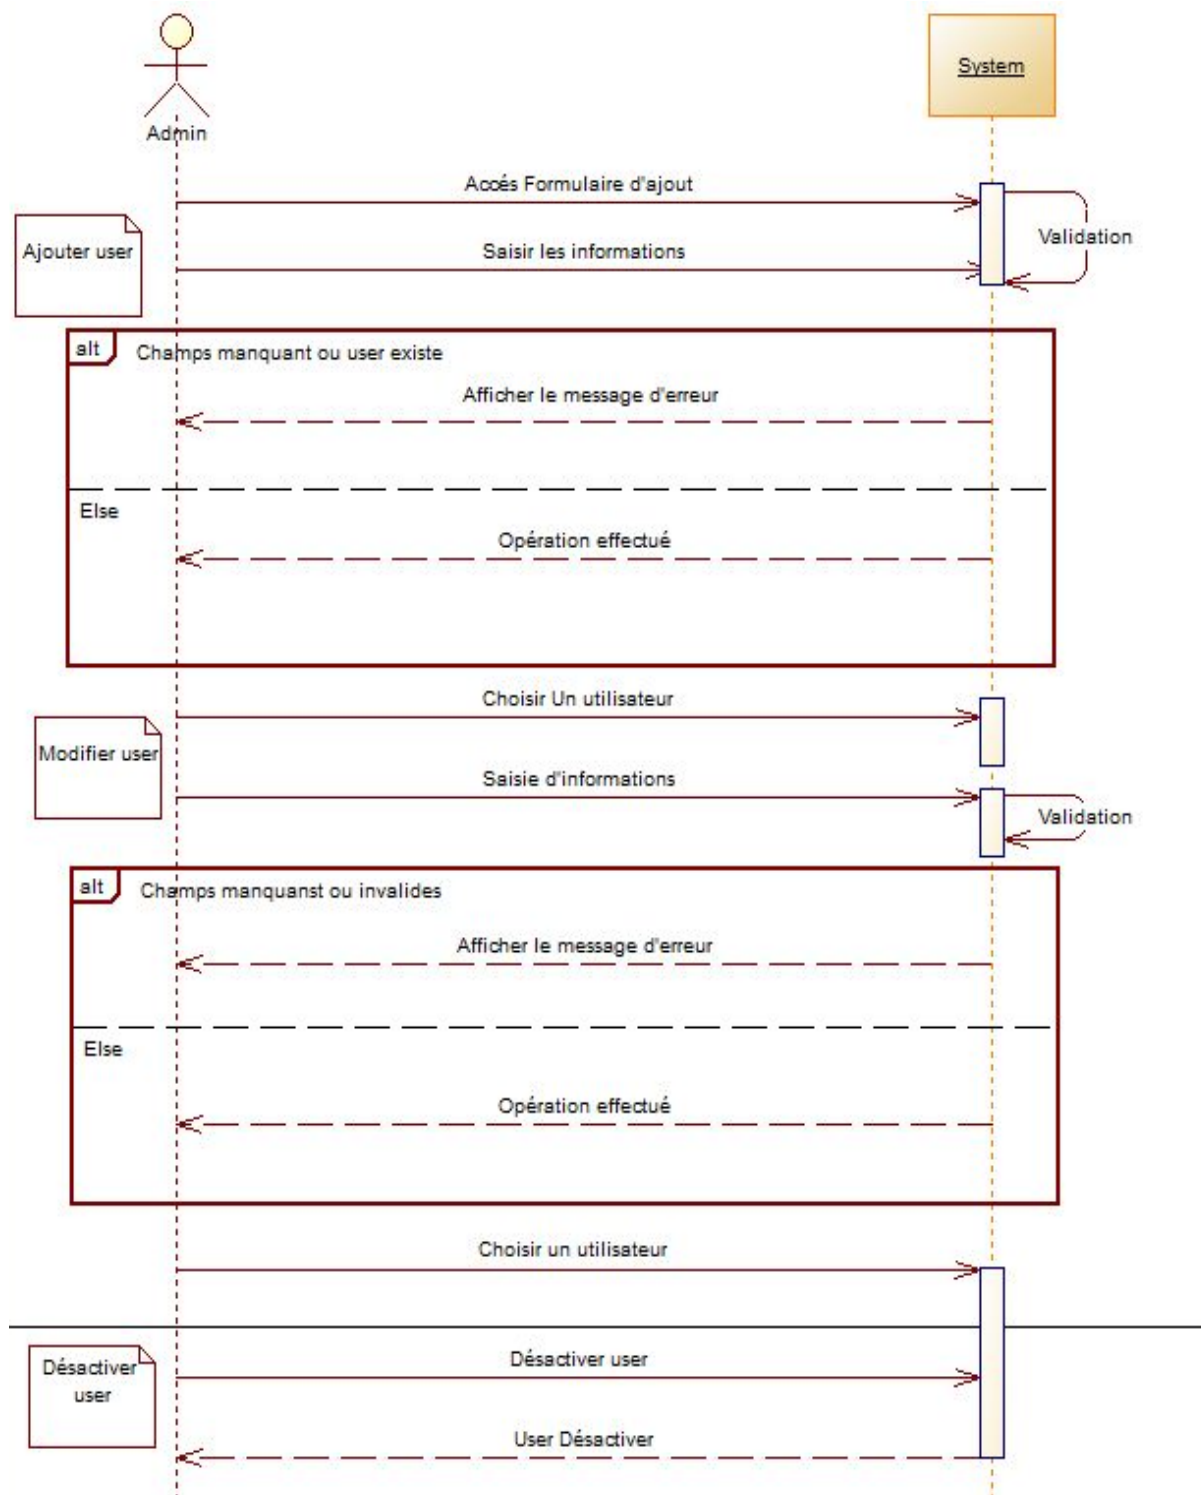 System
Admin
Accés Formulaire d'ajout
Ajouter user
Validation
Saisir les informations
alt
Champs manquant ou user existe
Afficher le message d'erreur
Else
Opération effectué
Choisir Un utilisateur
Modifier user
Saisie d'informations
Validation
alt
Champs manquanst ou invalides
Afficher le message d'erreur
Else
Opération effectué
Choisir un utilisateur
Désactiver
user
Désactiver user
User Désactiver